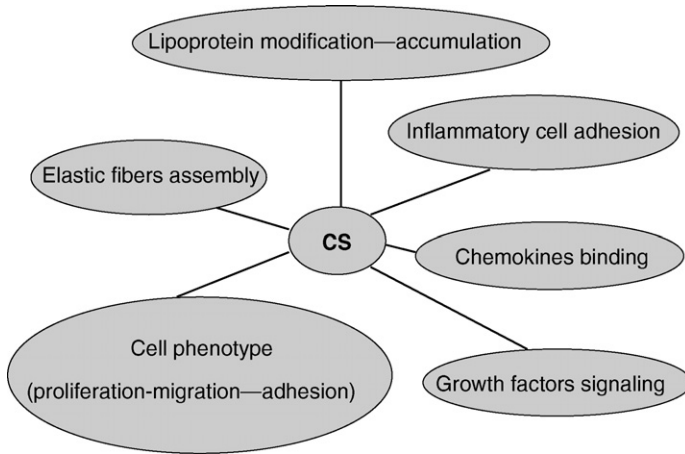 Lipoprotein modification—accumulation
Inflammatory cell adhesion
Elastic fibers assembly
CS
Chemokines binding
Cell phenotype
(proliferation-migration—adhesion)
Growth factors signaling